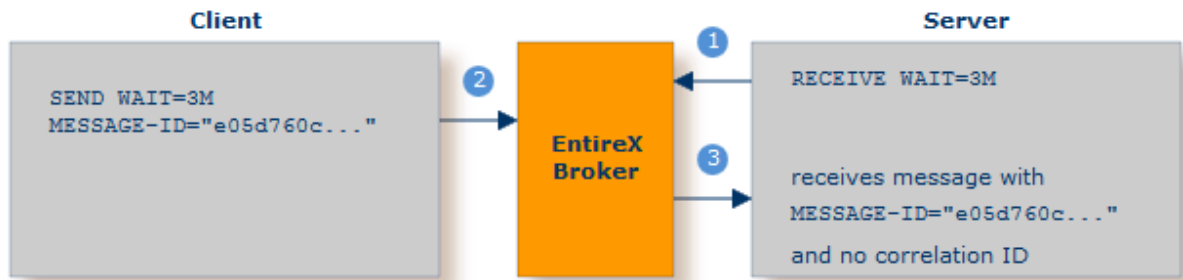 Client
Server
SEND WAIT=3M
MESSAGE-ID="e05d760c..."
2
EntireX
Broker
1
3
RECEIVE WAIT=3M
receives message with
MESSAGE-ID="e05d760c..."
and no correlation ID